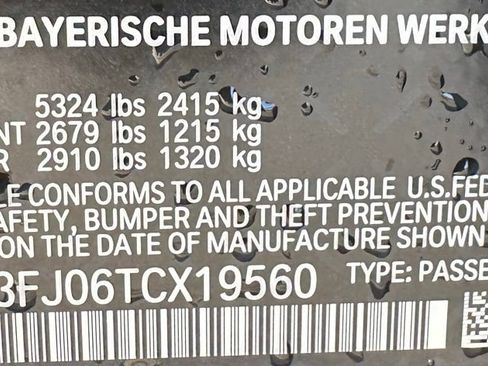 BAYERISCHE MOTOREN WERK
5324 lbs 2415 kg
NT 2679 lbs 1215 kg
R 2910 lbs 1320 kg
LE CONFORMS TO ALL APPLICABLE U.S.FED
SAFETY, BUMPER AND THEFT PREVENTION
ON THE DATE OF MANUFACTURE SHOWN
3FJ06TCX19560 TYPE: PASSE